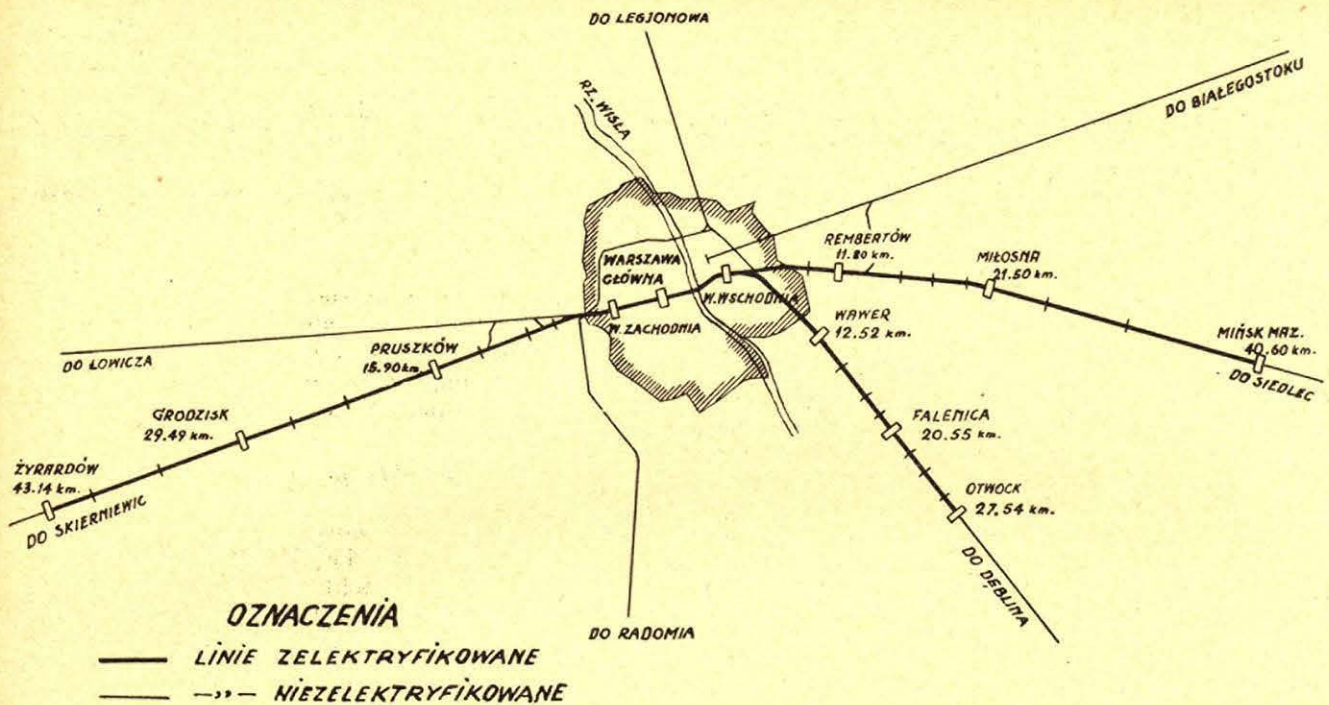 DO LEGJONOWA
RZ. WISŁA
DO BIAŁEGOSTOKU
REMBERTÓW
11.80 km.
MIŁOSNA
21.50 km.
WARSZAWA
GŁÓWNA
W. WSCHODNIA
W. ZACHODNIA
WAWER
12.52 km.
MIŃSK MAZ.
40.60 km.
DO SIEDLEC
DO ŁOWICZA
PRUSZKÓW
15.90 km.
GRODZISK
29.49 km.
FALENICA
20.55 km.
ŻYRARDÓW
43.14 km.
DO SKIERNIEWIC
OTWOCK
27.54 km.
DO DĘBLINA
DO RADOMIA
OZNACZENIA
LINIE ZELEKTRYFIKOWANE
—„— NIEZELEKTRYFIKOWANE